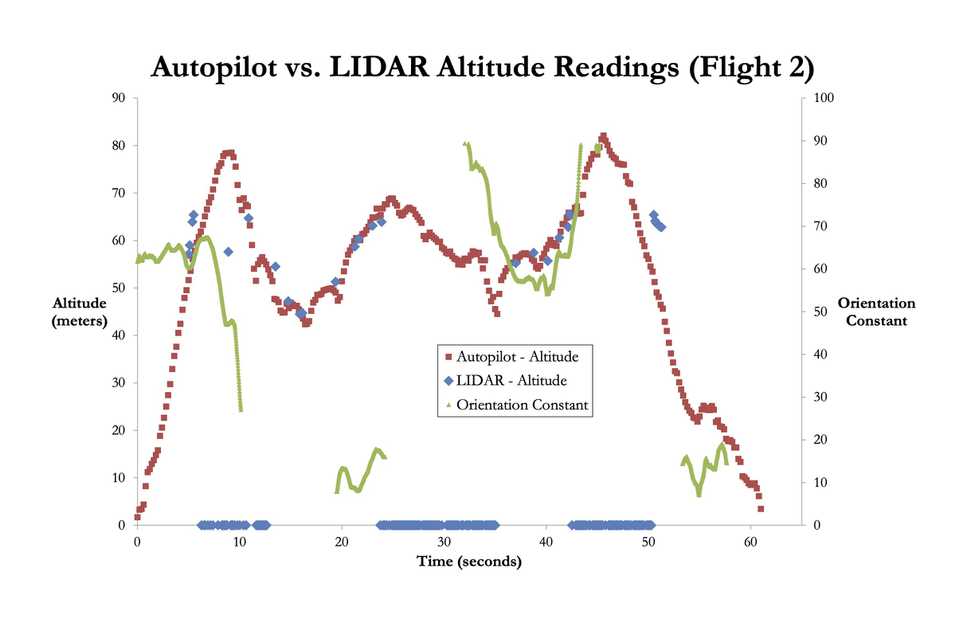 Autopilot vs. LIDAR Altitude Readings (Flight 2)
90
80
70
60
50
40
30
20
10
0
Altitude
(meters)
100
90
80
70
60
50
40
30
20
10
0
Orientation
Constant
Autopilot - Altitude
LIDAR - Altitude
Orientation Constant
0 10 20 30 40 50 60
Time (seconds)